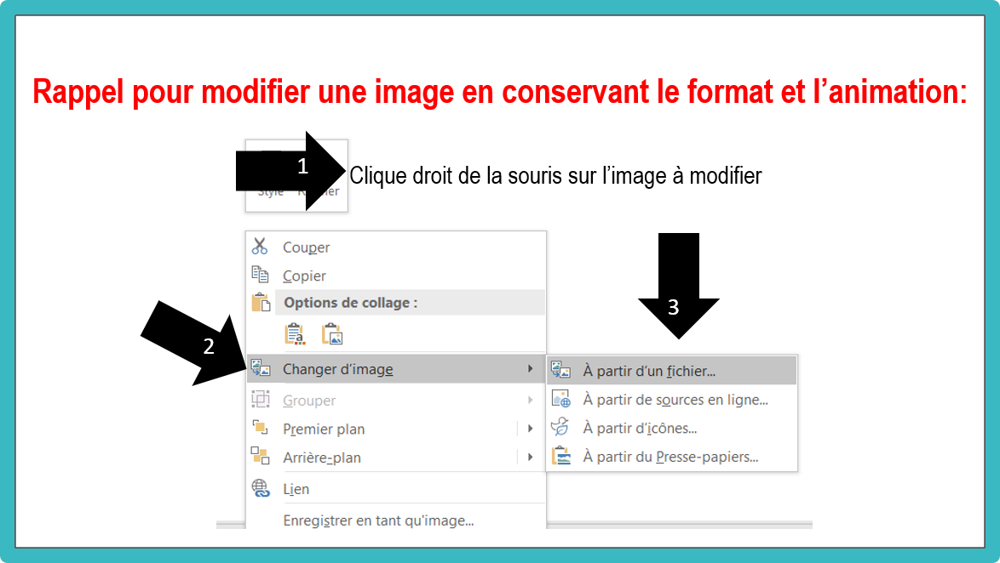 Rappel pour modifier une image en conservant le format et l’animation:
1
Clique droit de la souris sur l’image à modifier
Style
Couper
Copier
Options de collage :
3
2
Changer d’image
À partir d’un fichier...
Grouper
À partir de sources en ligne...
Premier plan
À partir d’icônes...
Arrière-plan
À partir du Presse-papiers...
Lien
Enregistrer en tant qu'image...